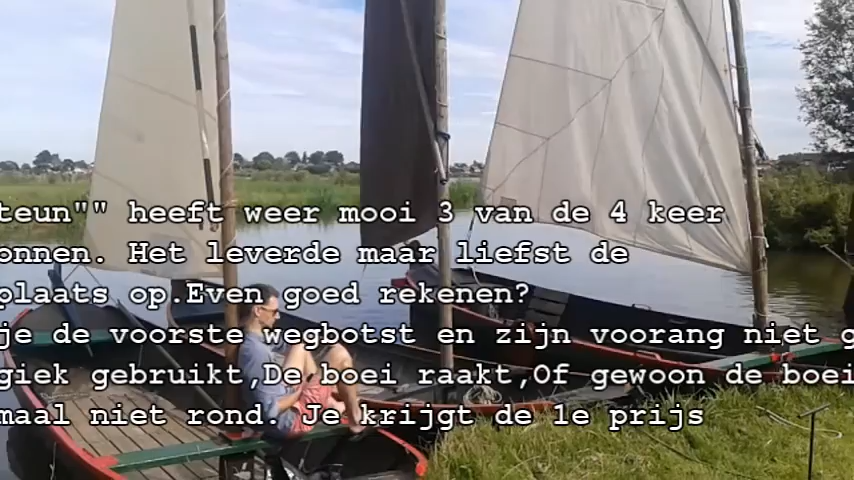 teun"" heeft weer mooi 3 van de 4 keer
onnen. Het leverde maar liefst de
plaats op.Even goed rekenen?
je de voorste wegbotst en zijn voorang niet g
giek gebruikt,De boei raakt,Of gewoon de boei
maal niet rond. Je krijgt de 1e prijs